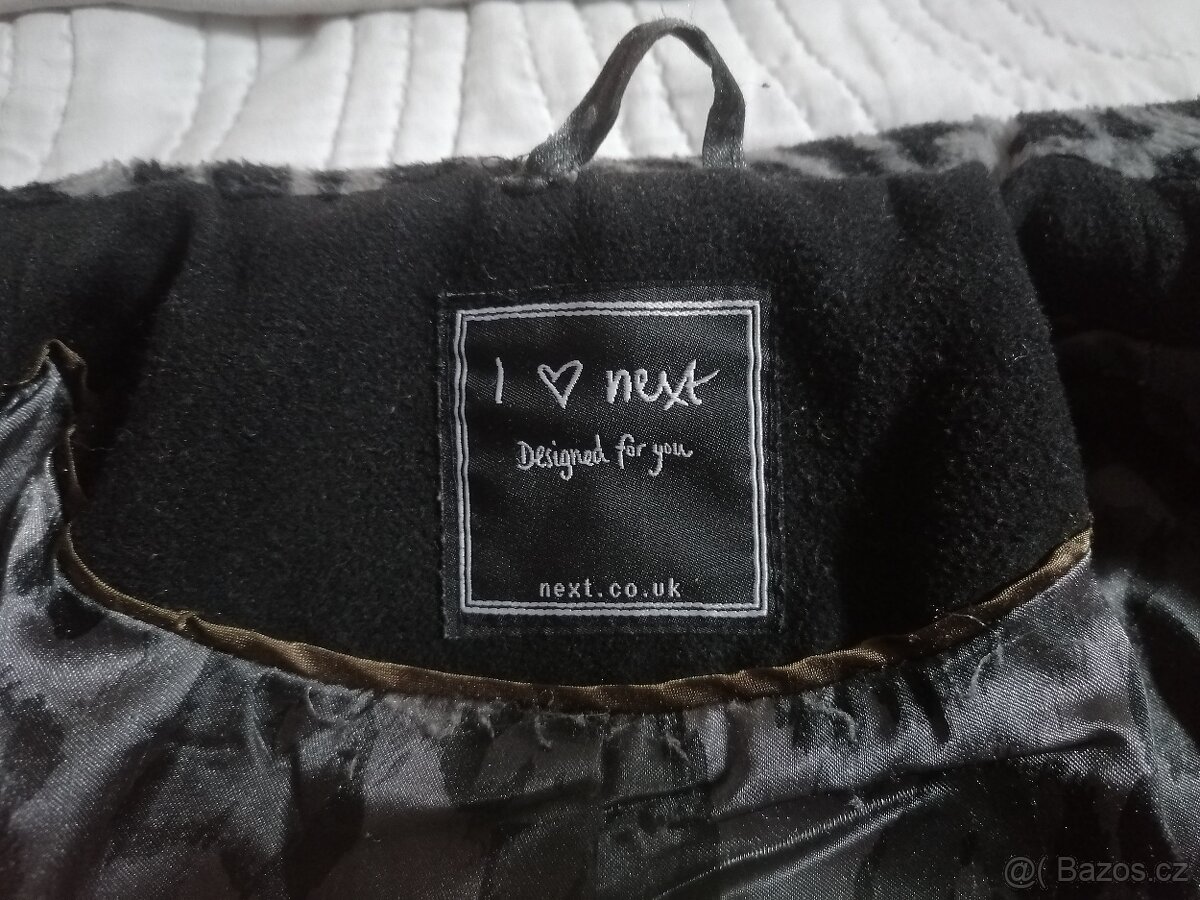 I ♡ next
Designed for you
next.co.uk
@( Bazos.cz